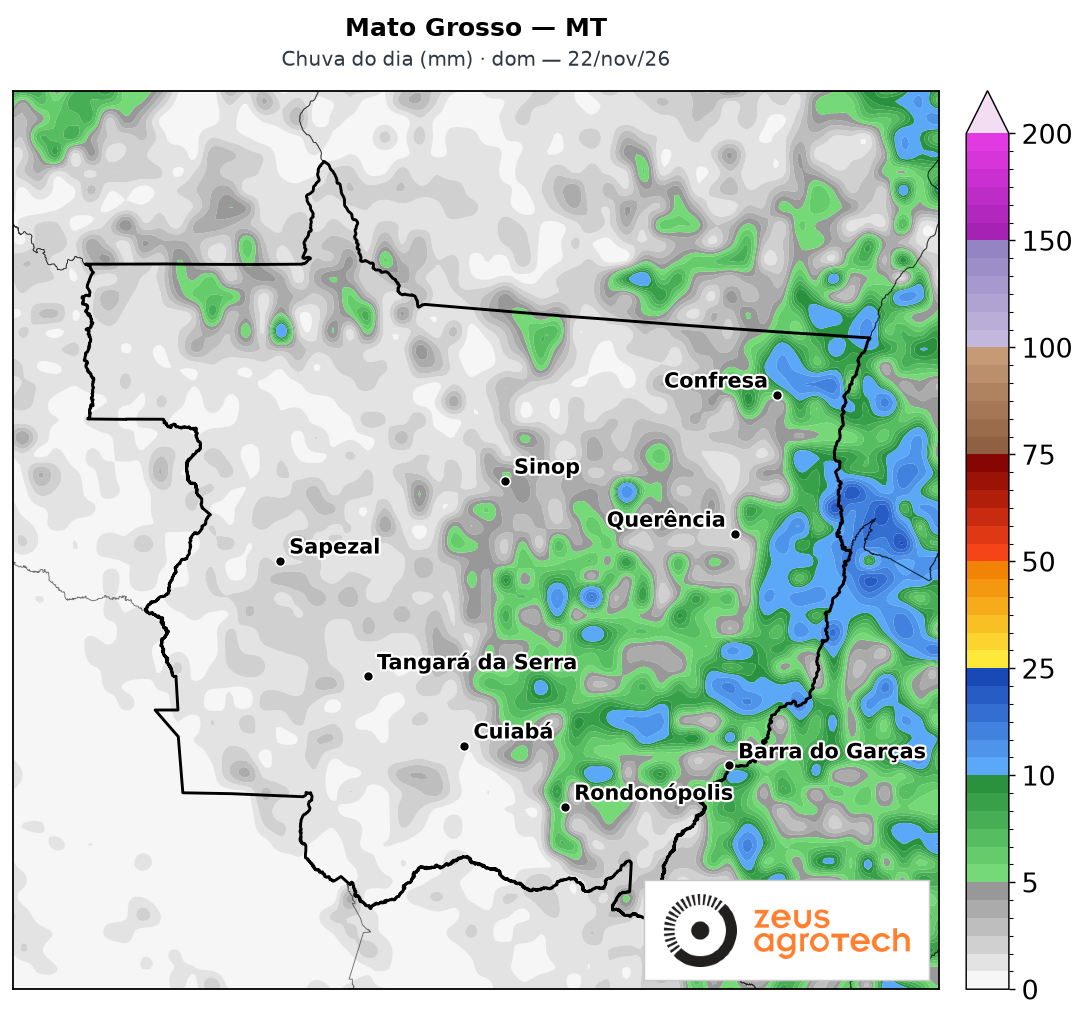 Mato Grosso — MT
Chuva do dia (mm) · dom — 22/nov/26
200
150
100
75
50
25
10
5
0
Confresa
Sinop
Querência
Sapezal
Tangará da Serra
Cuiabá
Barra do Garças
Rondonópolis
zeus
agrotech